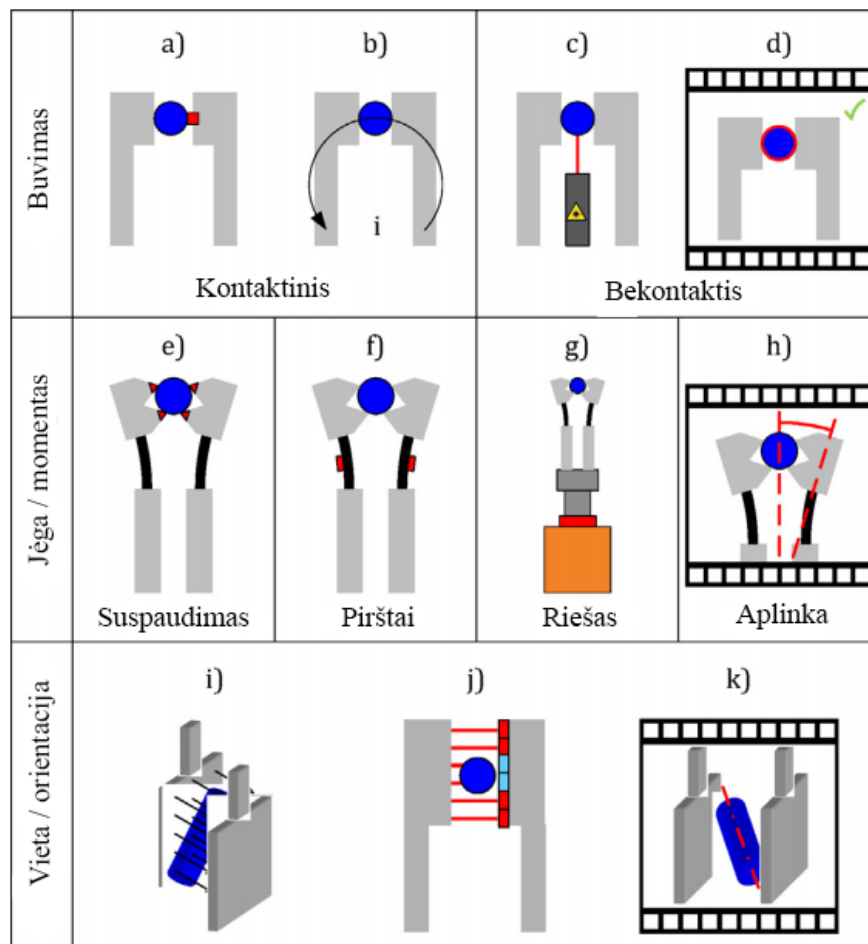 a)
b)
c)
d)
Buvimas
i
Kontaktinis
Bekontaktis
e)
f)
g)
h)
Jėga / momentas
Suspaudimas
Pirštai
Riešas
Aplinka
i)
j)
k)
Vieta / orientacija